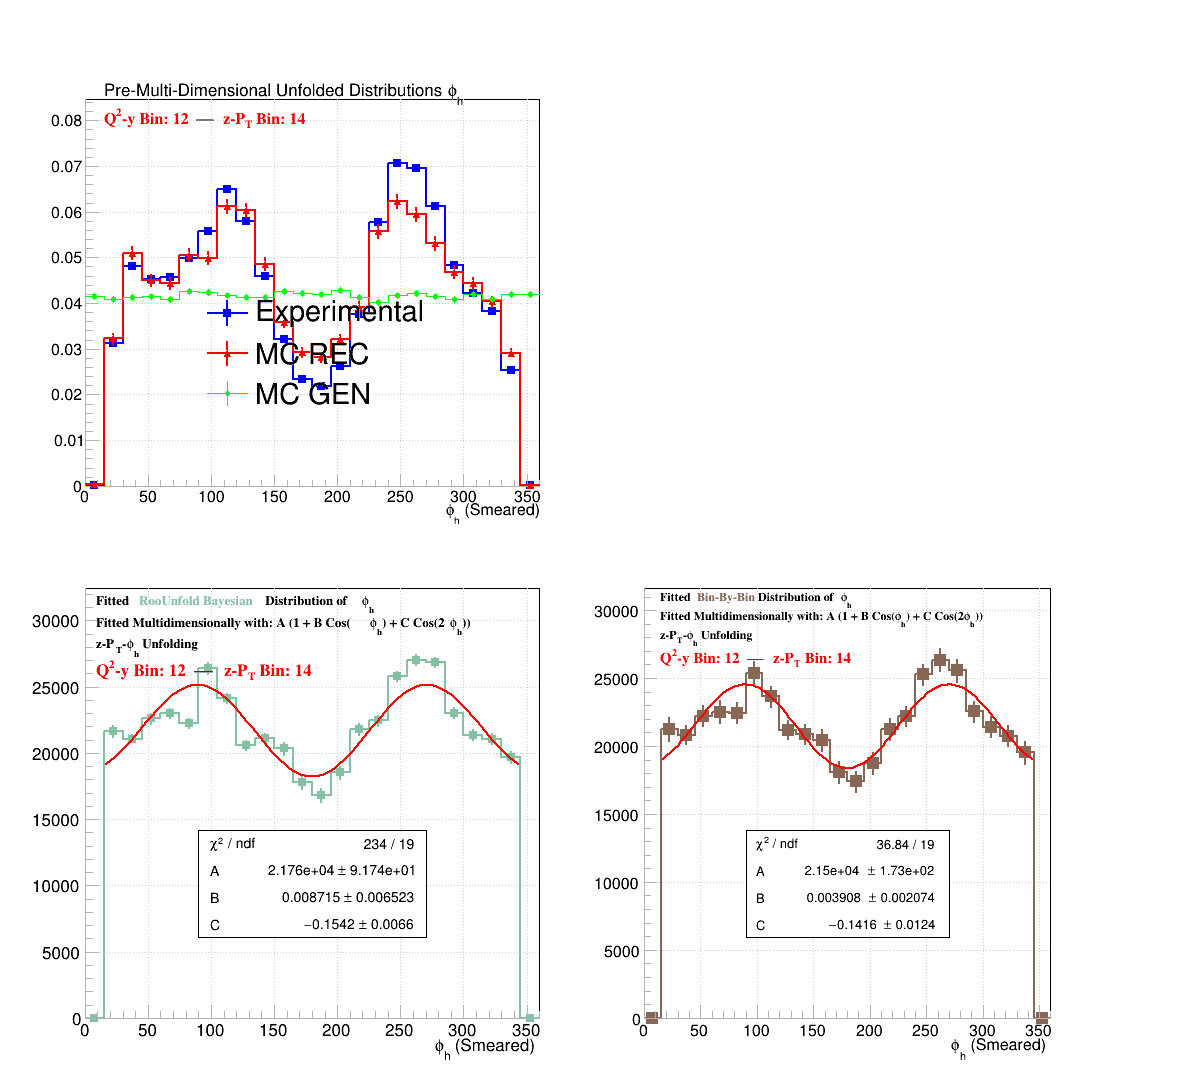 Pre-Multi-Dimensional Unfolded Distributions ϕh
Q2-y Bin: 12 — z-PT Bin: 14
0.08
0.07
0.06
0.05
0.04
0.03
0.02
0.01
0
Experimental
MC REC
MC GEN
0 50 100 150 200 250 300 350
ϕh (Smeared)
Fitted RooUnfold Bayesian Distribution of ϕh
Fitted Multidimensionally with: A (1 + B Cos( ϕh) + C Cos(2 ϕh))
z-PT-ϕh Unfolding
Q2-y Bin: 12 — z-PT Bin: 14
30000
25000
20000
15000
10000
5000
0
χ2 / ndf 234 / 19
A 2.176e+04 ± 9.174e+01
B 0.008715 ± 0.006523
C −0.1542 ± 0.0066
0 50 100 150 200 250 300 350
ϕh (Smeared)
Fitted Bin-By-Bin Distribution of ϕh
Fitted Multidimensionally with: A (1 + B Cos(ϕh) + C Cos(2ϕh))
z-PT-ϕh Unfolding
Q2-y Bin: 12 — z-PT Bin: 14
30000
25000
20000
15000
10000
5000
0
χ2 / ndf 36.84 / 19
A 2.15e+04 ± 1.73e+02
B 0.003908 ± 0.002074
C −0.1416 ± 0.0124
0 50 100 150 200 250 300 350
ϕh (Smeared)